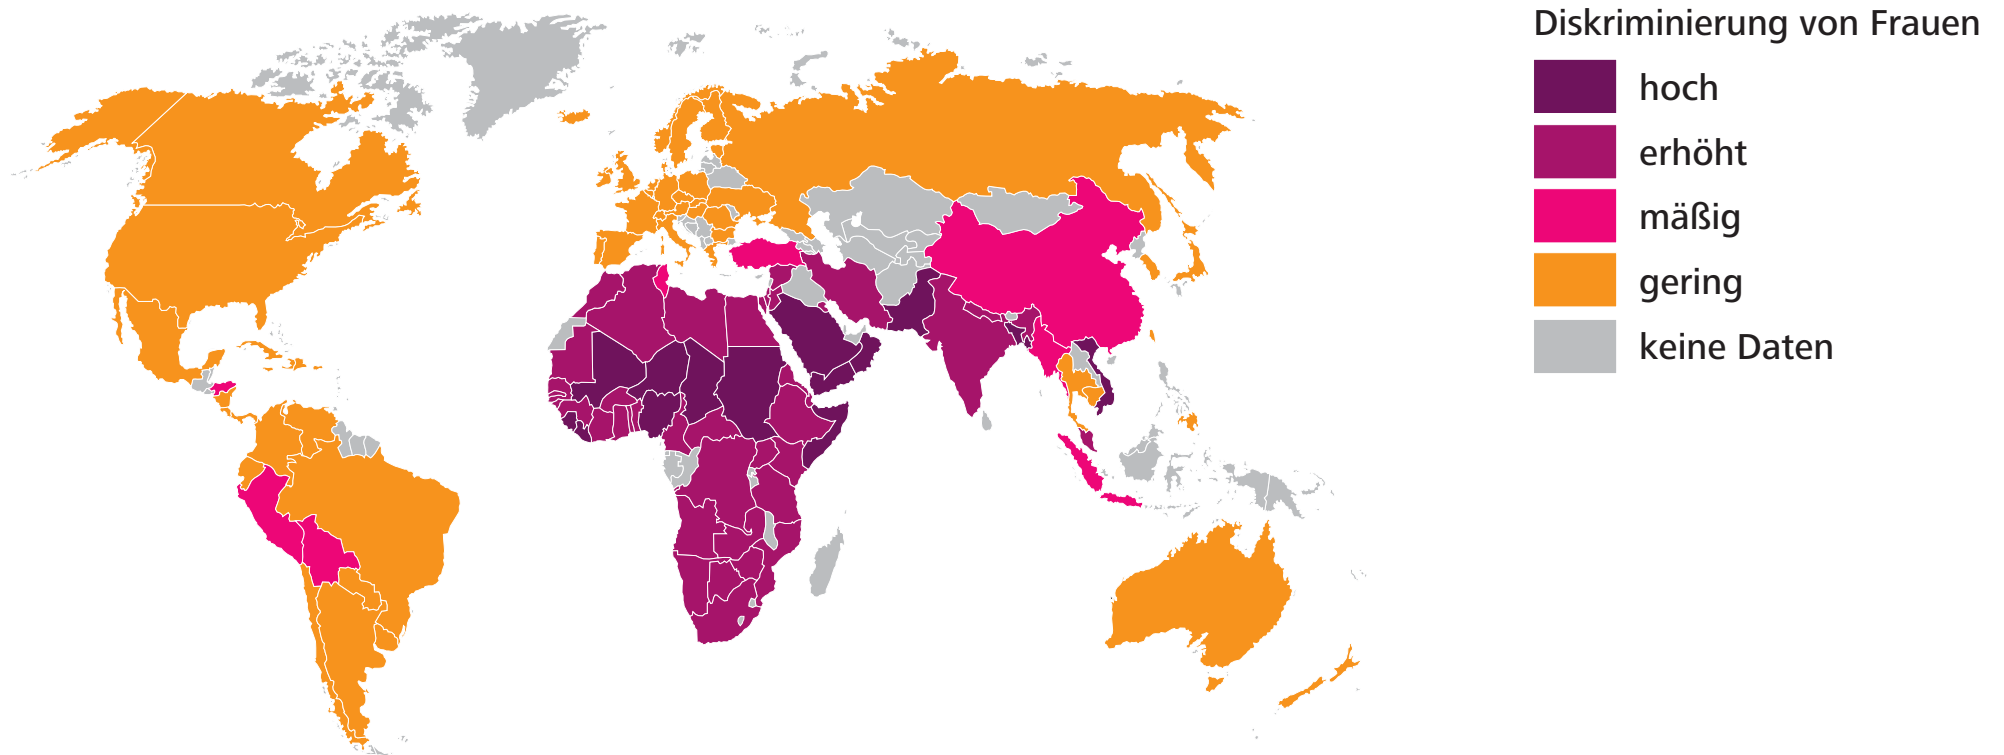 Diskriminierung von Frauen
hoch
erhöht
mäßig
gering
keine Daten